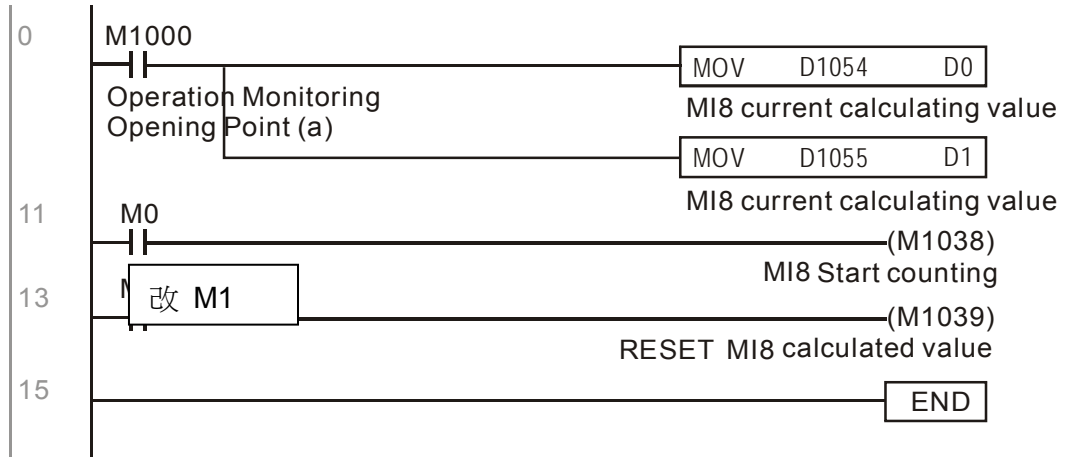 0
M1000
MOV D1054 D0
Operation Monitoring
Opening Point (a)
MI8 current calculating value
MOV D1055 D1
MI8 current calculating value
11
M0
(M1038)
MI8 Start counting
13
改 M1
(M1039)
RESET MI8 calculated value
15
END